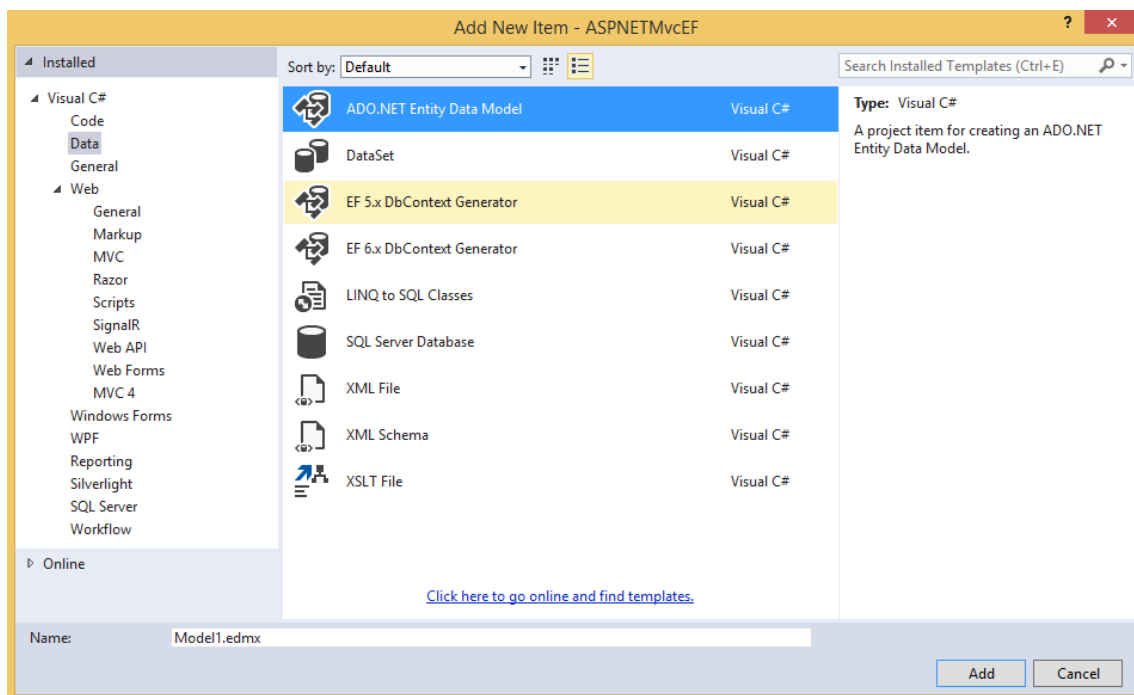 Add New Item - ASPNETMvcEF
?
Installed
Visual C#
Code
Data
General
Web
General
Markup
MVC
Razor
Scripts
SignalR
Web API
Web Forms
MVC 4
Windows Forms
WPF
Reporting
Silverlight
SQL Server
Workflow
Online
Sort by: Default
ADO.NET Entity Data Model Visual C#
DataSet Visual C#
EF 5.x DbContext Generator Visual C#
EF 6.x DbContext Generator Visual C#
LINQ to SQL Classes Visual C#
SQL Server Database Visual C#
XML File Visual C#
XML Schema Visual C#
XSLT File Visual C#
Click here to go online and find templates.
Search Installed Templates (Ctrl+E)
Type: Visual C#
A project item for creating an ADO.NET
Entity Data Model.
Name: Model1.edmx
Add Cancel